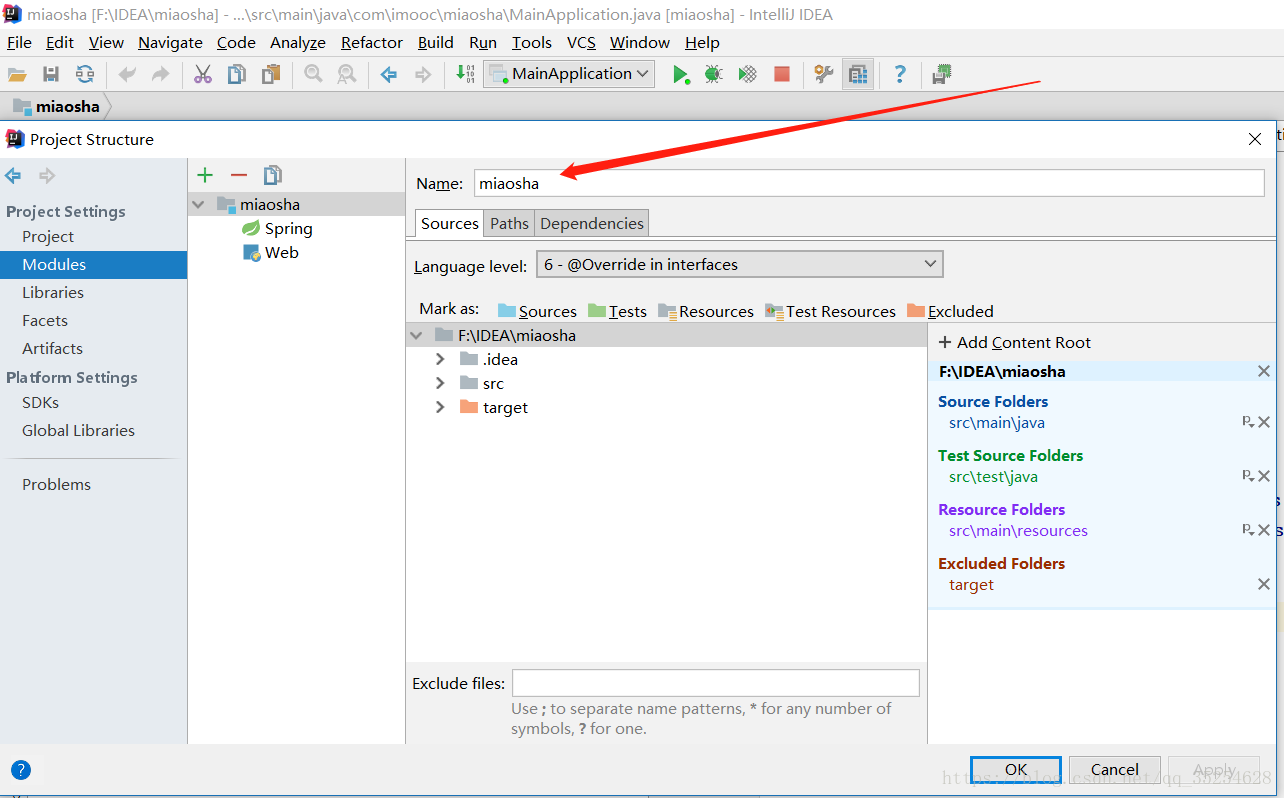 miaosha [F:\IDEA\miaosha] - ...\src\main\java\com\imooc\miaosha\MainApplication.java [miaosha] - IntelliJ IDEA
File Edit View Navigate Code Analyze Refactor Build Run Tools VCS Window Help
MainApplication
miaosha
Project Structure
Project Settings
Project
Modules
Libraries
Facets
Artifacts
Platform Settings
SDKs
Global Libraries
Problems
miaosha
Spring
Web
Name: miaosha
Sources Paths Dependencies
Language level: 6 - @Override in interfaces
Mark as: Sources Tests Resources Test Resources Excluded
F:\IDEA\miaosha
.idea
src
target
+ Add Content Root
F:\IDEA\miaosha
Source Folders
src\main\java
Test Source Folders
src\test\java
Resource Folders
src\main\resources
Excluded Folders
target
Exclude files:
Use ; to separate name patterns, * for any number of
symbols, ? for one.
OK Cancel Apply
https://blog.csdn.net/qq_35254628